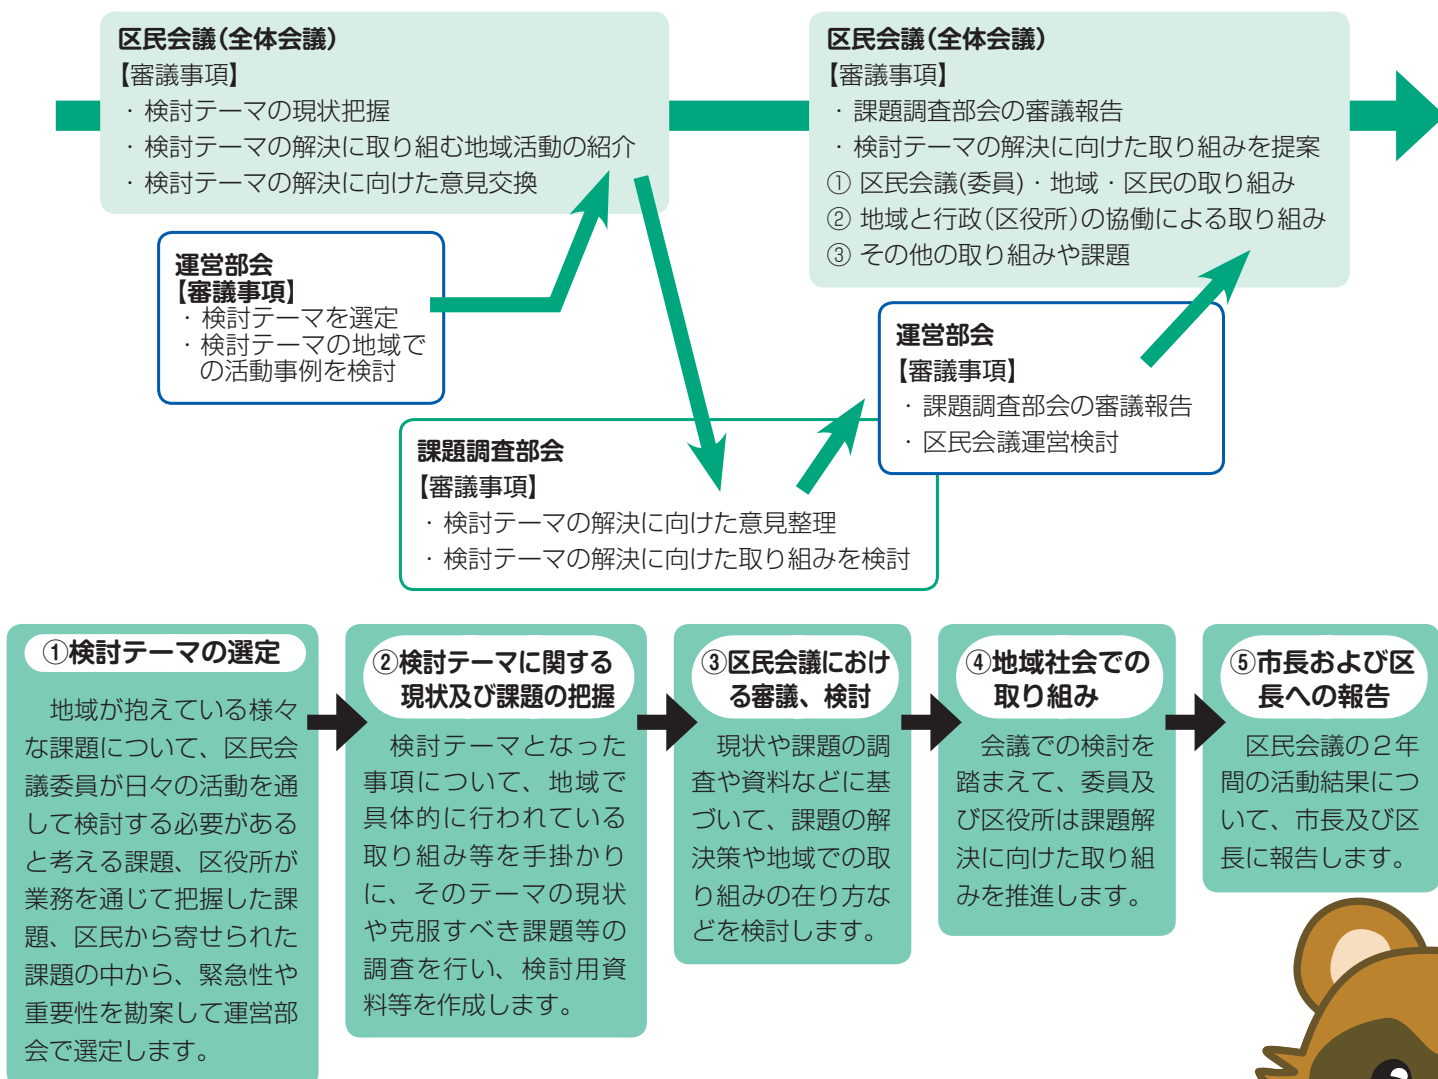 区民会議(全体会議)
【審議事項】
・検討テーマの現状把握
・検討テーマの解決に取り組む地域活動の紹介
・検討テーマの解決に向けた意見交換
区民会議(全体会議)
【審議事項】
・課題調査部会の審議報告
・検討テーマの解決に向けた取り組みを提案
① 区民会議(委員)・地域・区民の取り組み
② 地域と行政(区役所)の協働による取り組み
③ その他の取り組みや課題
運営部会
【審議事項】
・検討テーマを選定
・検討テーマの地域で
の活動事例を検討
運営部会
【審議事項】
・課題調査部会の審議報告
・区民会議運営検討
課題調査部会
【審議事項】
・検討テーマの解決に向けた意見整理
・検討テーマの解決に向けた取り組みを検討
①検討テーマの選定
地域が抱えている様々
な課題について、区民会
議委員が日々の活動を通
して検討する必要がある
と考える課題、区役所が
業務を通じて把握した課
題、区民から寄せられた
課題の中から、緊急性や
重要性を勘案して運営部
会で選定します。
②検討テーマに関する
現状及び課題の把握
検討テーマとなった
事項について、地域で
具体的に行われている
取り組み等を手掛かり
に、そのテーマの現状
や克服すべき課題等の
調査を行い、検討用資
料等を作成します。
③区民会議におけ
る審議、検討
現状や課題の調
査や資料などに基
づいて、課題の解
決策や地域での取
り組みの在り方な
どを検討します。
④地域社会での
取り組み
会議での検討を
踏まえて、委員及
び区役所は課題解
決に向けた取り組
みを推進します。
⑤市長および区
長への報告
区民会議の２年
間の活動結果につ
いて、市長及び区
長に報告します。